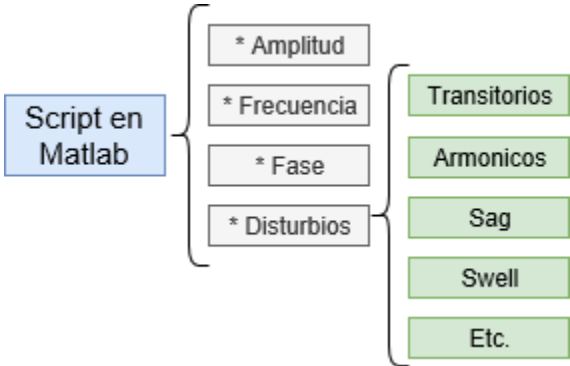 Script en
Matlab
* Amplitud
* Frecuencia
* Fase
* Disturbios
Transitorios
Armonicos
Sag
Swell
Etc.